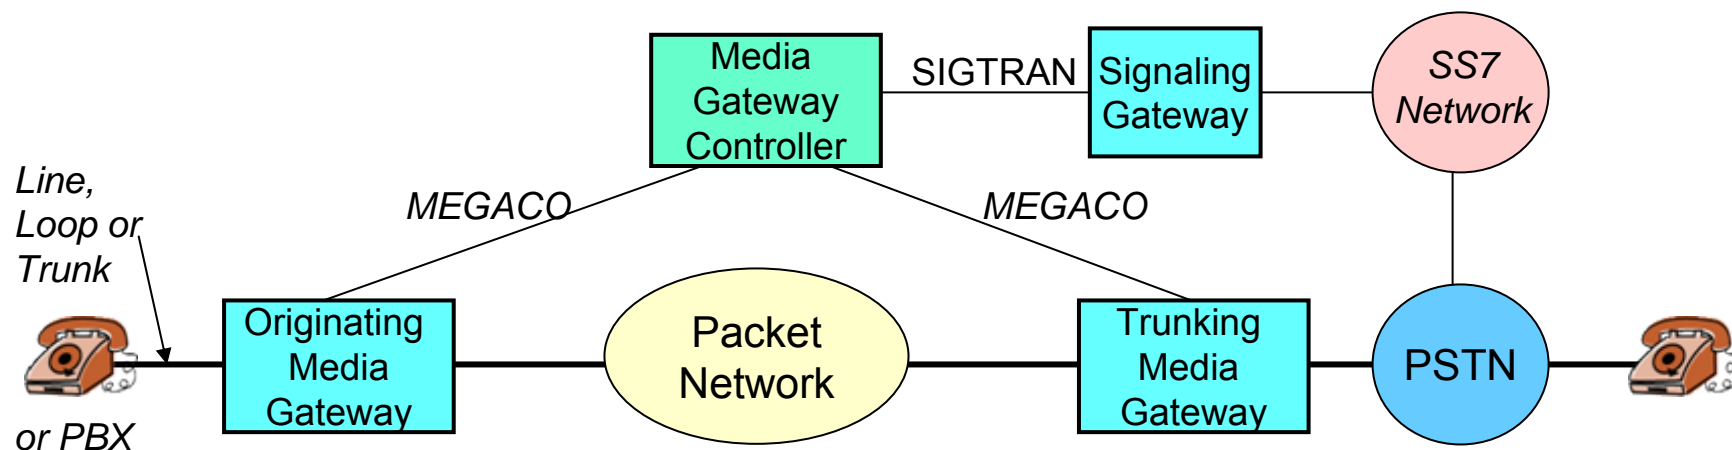 Media
Gateway
Controller
SIGTRAN
Signaling
Gateway
SS7
Network
Line,
Loop or
Trunk
MEGACO
MEGACO
Originating
Media
Gateway
Packet
Network
Trunking
Media
Gateway
PSTN
or PBX